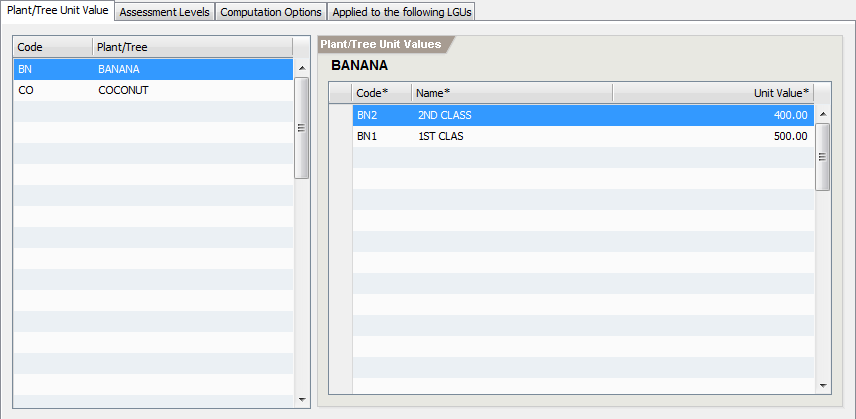 Plant/Tree Unit Value Assessment Levels Computation Options Applied to the following LGUs
Code Plant/Tree
BN BANANA
CO COCONUT
Plant/Tree Unit Values
BANANA
Code* Name* Unit Value*
BN2 2ND CLASS 400.00
BN1 1ST CLAS 500.00